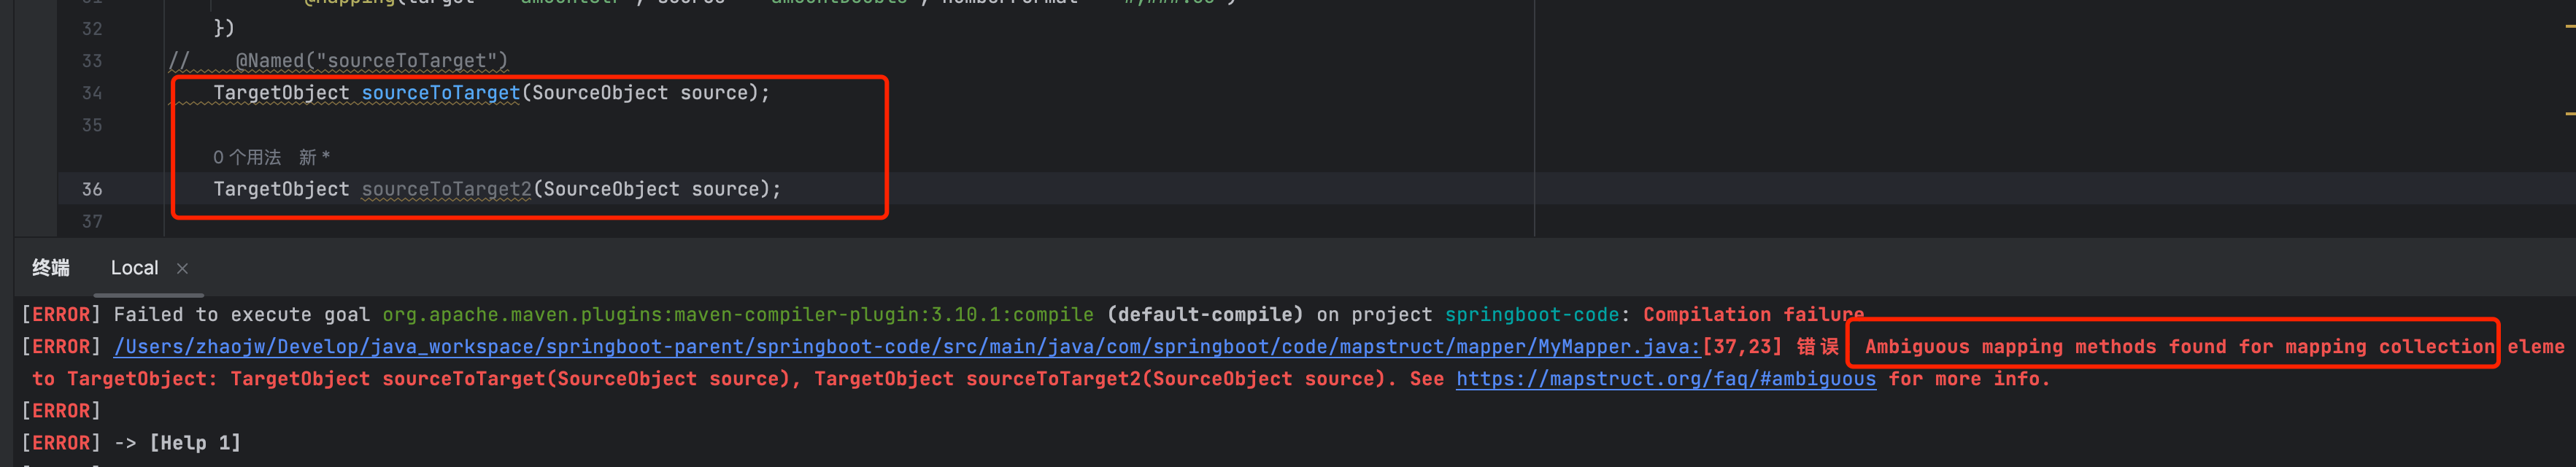 32 })
33 // @Named("sourceToTarget")
34 TargetObject sourceToTarget(SourceObject source);
35
0 个用法 新 *
36 TargetObject sourceToTarget2(SourceObject source);
37
终端 Local ×
[ERROR] Failed to execute goal org.apache.maven.plugins:maven-compiler-plugin:3.10.1:compile (default-compile) on project springboot-code: Compilation failure
[ERROR] /Users/zhaojw/Develop/java_workspace/springboot-parent/springboot-code/src/main/java/com/springboot/code/mapstruct/mapper/MyMapper.java:[37,23] 错误 Ambiguous mapping methods found for mapping collection eleme
to TargetObject: TargetObject sourceToTarget(SourceObject source), TargetObject sourceToTarget2(SourceObject source). See https://mapstruct.org/faq/#ambiguous for more info.
[ERROR]
[ERROR] -> [Help 1]